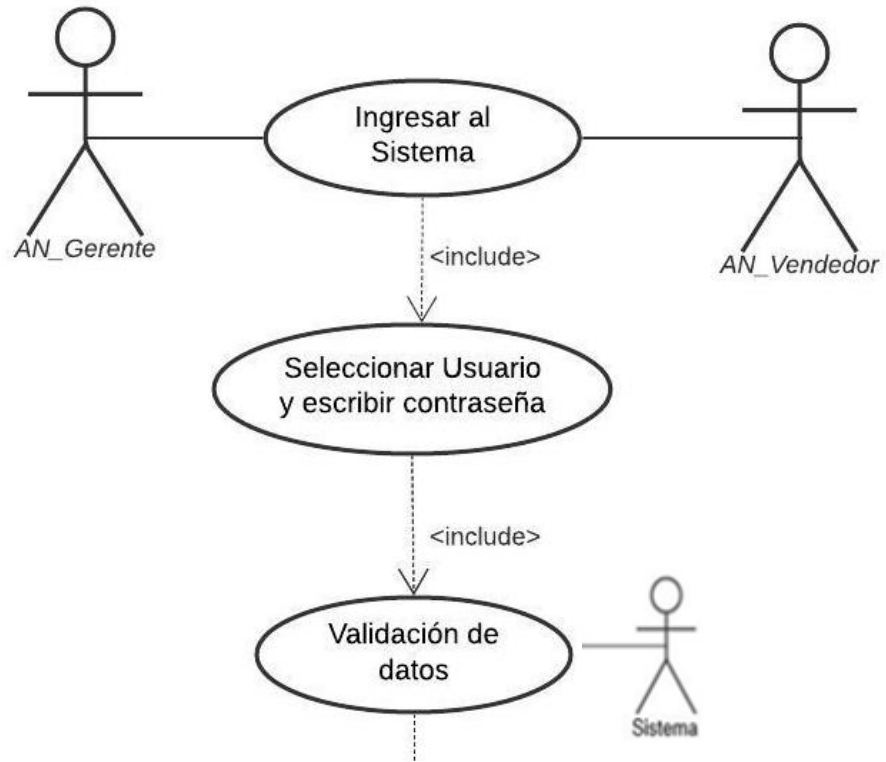 Ingresar al
Sistema
AN_Gerente
<include>
AN_Vendedor
Seleccionar Usuario
y escribir contraseña
<include>
Validación de
datos
Sistema